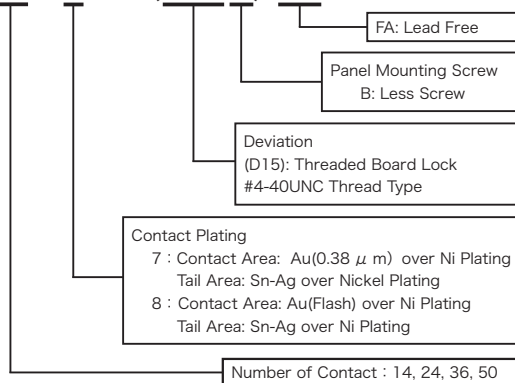 FA: Lead Free
Panel Mounting Screw
B: Less Screw
Deviation
(D15): Threaded Board Lock
#4-40UNC Thread Type
Contact Plating
7：Contact Area: Au(0.38 μ m) over Ni Plating
Tail Area: Sn-Ag over Nickel Plating
8：Contact Area: Au(Flash) over Ni Plating
Tail Area: Sn-Ag over Ni Plating
Number of Contact：14, 24, 36, 50